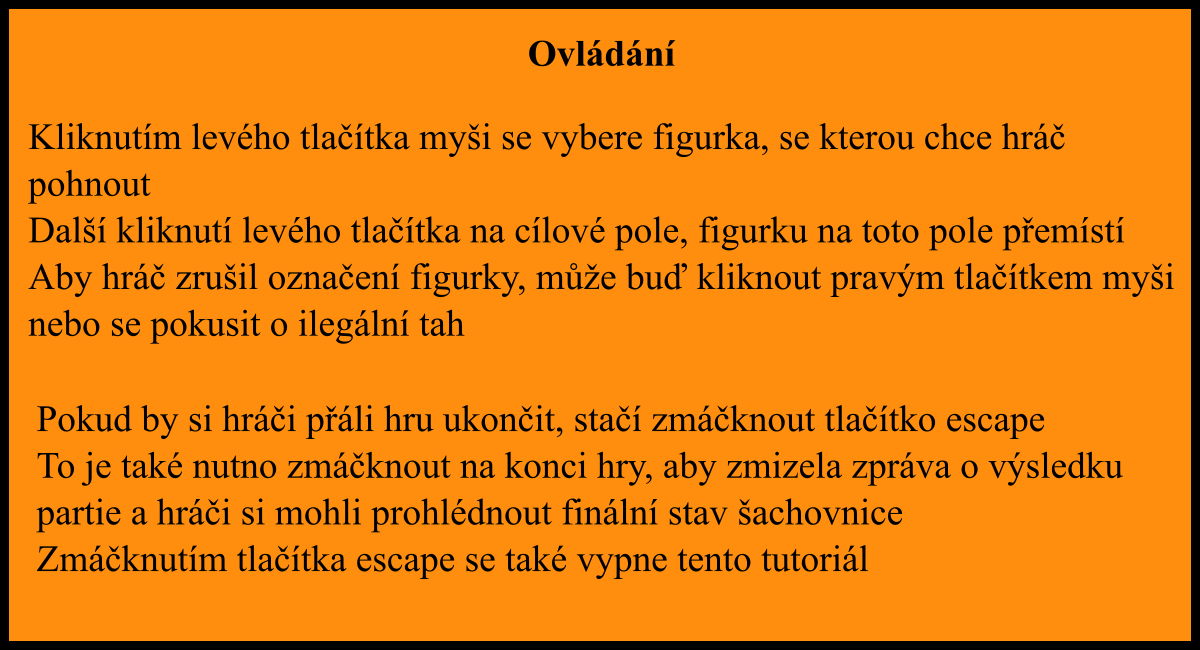 Ovládání
Kliknutím levého tlačítka myši se vybere figurka, se kterou chce hráč
pohnout
Další kliknutí levého tlačítka na cílové pole, figurku na toto pole přemístí
Aby hráč zrušil označení figurky, může buď kliknout pravým tlačítkem myši
nebo se pokusit o ilegální tah
Pokud by si hráči přáli hru ukončit, stačí zmáčknout tlačítko escape
To je také nutno zmáčknout na konci hry, aby zmizela zpráva o výsledku
partie a hráči si mohli prohlédnout finální stav šachovnice
Zmáčknutím tlačítka escape se také vypne tento tutoriál